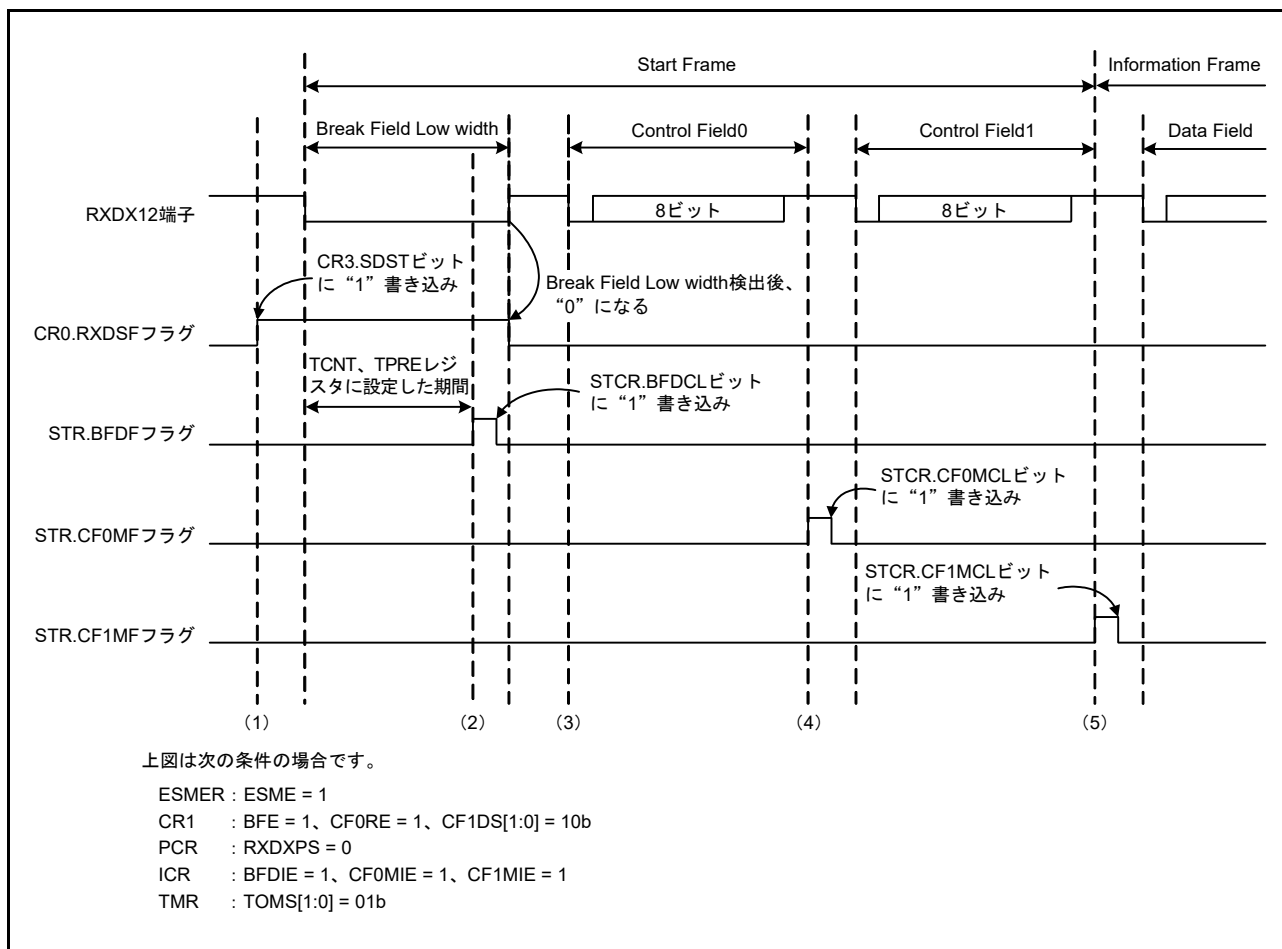 Start Frame
Information Frame
Break Field Low width
Control Field0
Control Field1
Data Field
RXDX12端子
8ビット
8ビット
CR3.SDSTビット
に“1”書き込み
Break Field Low width検出後、
“0”になる
CR0.RXDSFフラグ
TCNT、TPREレジ
スタに設定した期間
STCR.BFDCLビット
に“1”書き込み
STR.BFDFフラグ
STCR.CF0MCLビット
に“1”書き込み
STR.CF0MFフラグ
STCR.CF1MCLビット
に“1”書き込み
STR.CF1MFフラグ
(1)
(2)
(3)
(4)
(5)
上図は次の条件の場合です。
ESMER : ESME = 1
CR1 : BFE = 1、CF0RE = 1、CF1DS[1:0] = 10b
PCR : RXDXPS = 0
ICR : BFDIE = 1、CF0MIE = 1、CF1MIE = 1
TMR : TOMS[1:0] = 01b